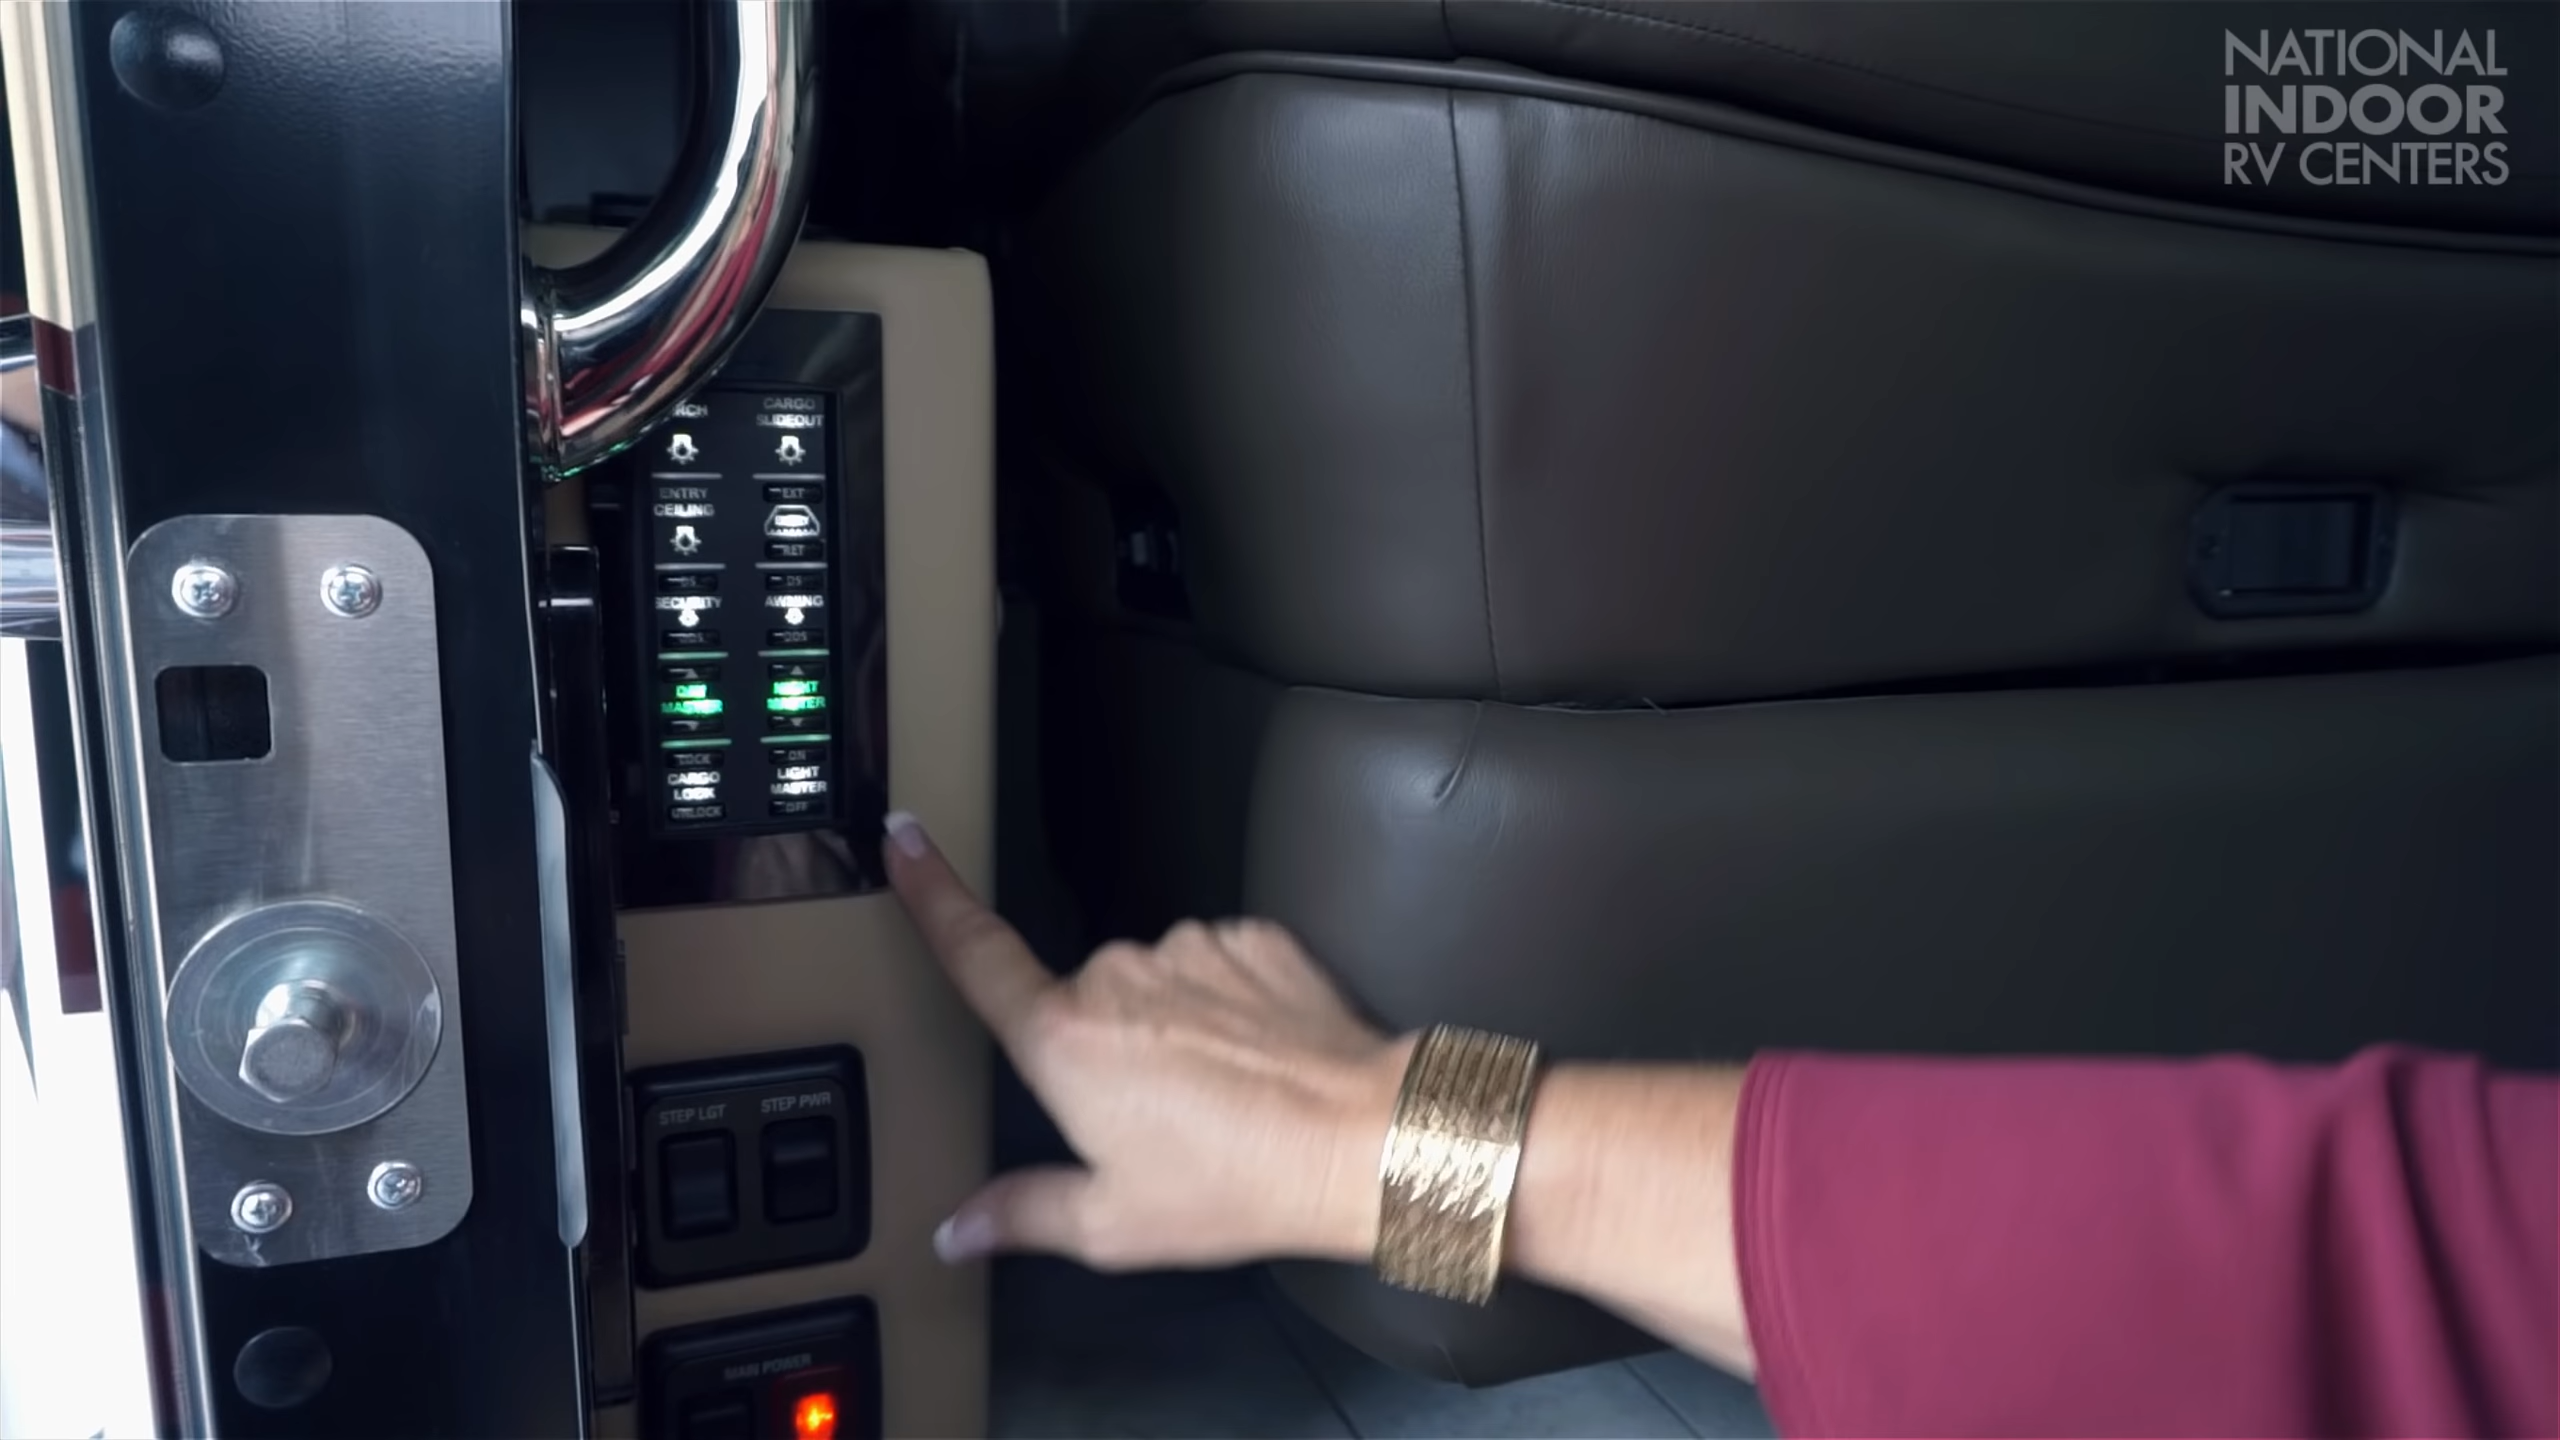 NATIONAL
INDOOR
RV CENTERS
CARGO
SLIDEOUT
ENTRY
CEILING
EXT
RET
DS
SECURITY
ODS
DS
AWNING
ODS
DAY
MASTER
NIGHT
MASTER
LOCK
CARGO
LOCK
UNLOCK
ON
LIGHT
MASTER
OFF
STEP LGT
STEP PWR
MAIN POWER